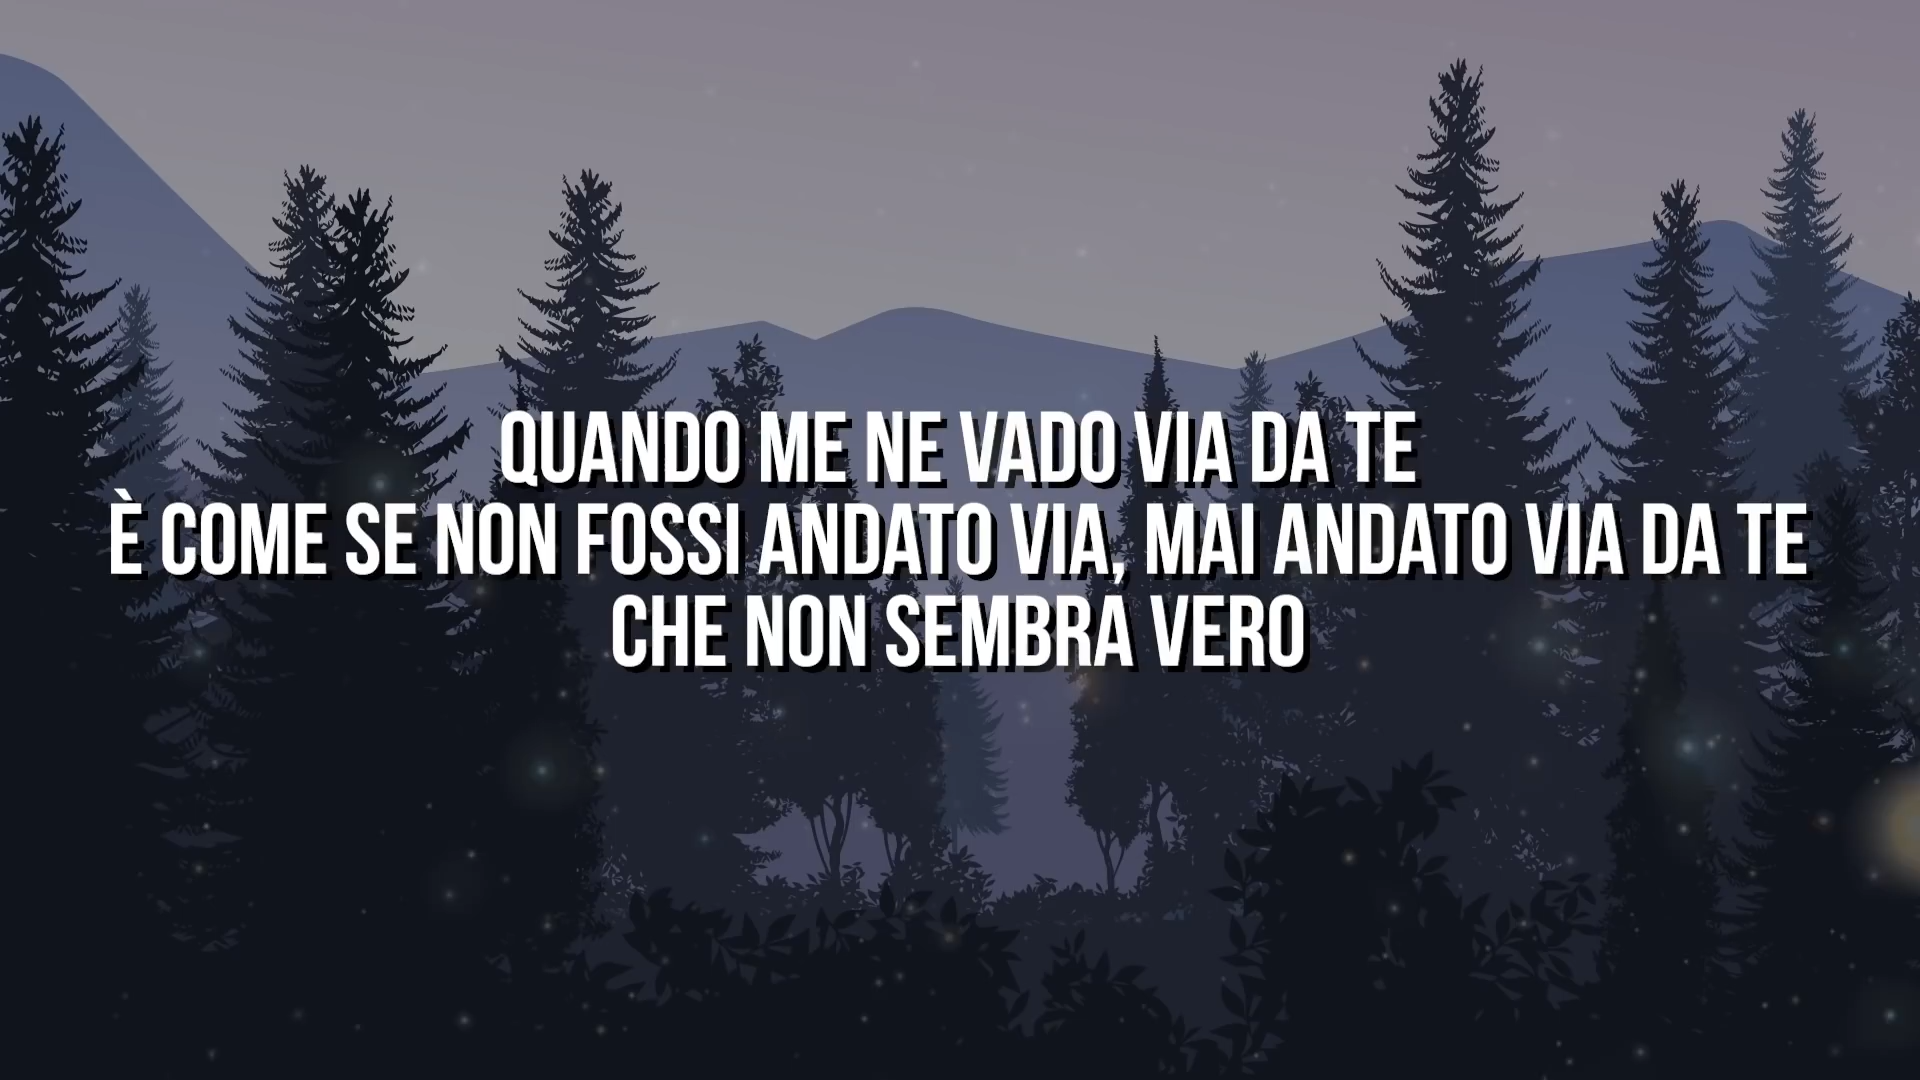 QUANDO ME NE VADO VIA DA TE
È COME SE NON FOSSI ANDATO VIA, MAI ANDATO VIA DA TE
CHE NON SEMBRA VERO